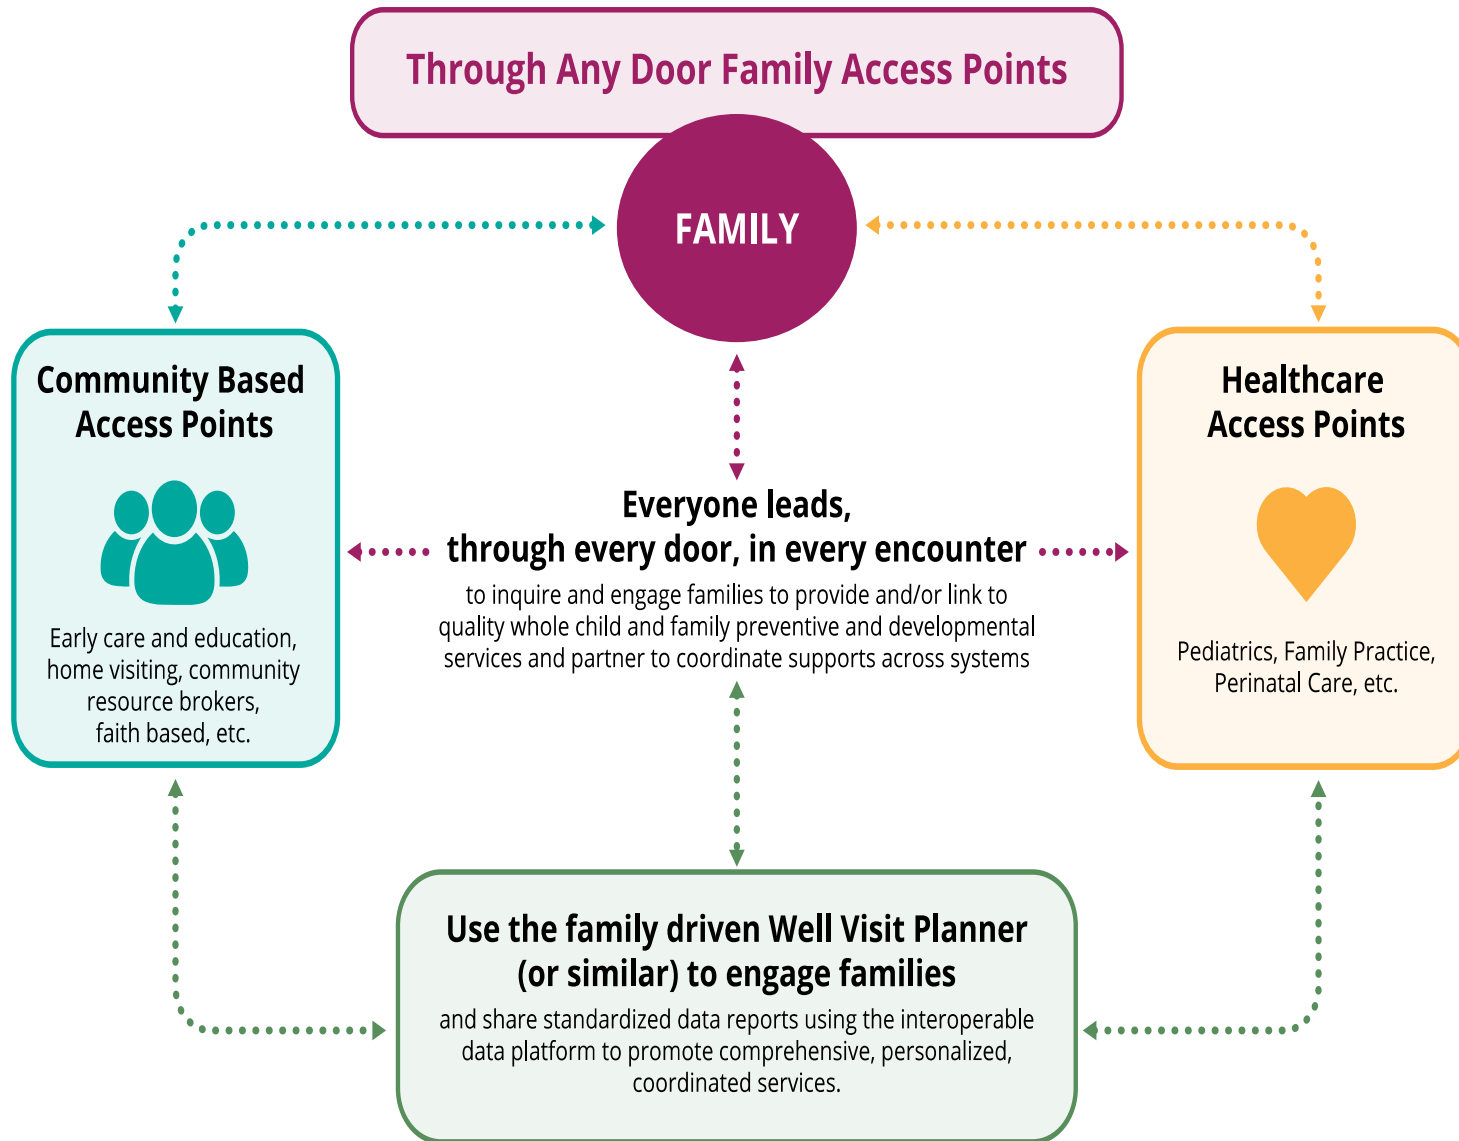 Through Any Door Family Access Points
FAMILY
Community Based
Access Points
Early care and education,
home visiting, community
resource brokers,
faith based, etc.
Everyone leads,
through every door, in every encounter
to inquire and engage families to provide and/or link to
quality whole child and family preventive and developmental
services and partner to coordinate supports across systems
Healthcare
Access Points
Pediatrics, Family Practice,
Perinatal Care, etc.
Use the family driven Well Visit Planner
(or similar) to engage families
and share standardized data reports using the interoperable
data platform to promote comprehensive, personalized,
coordinated services.